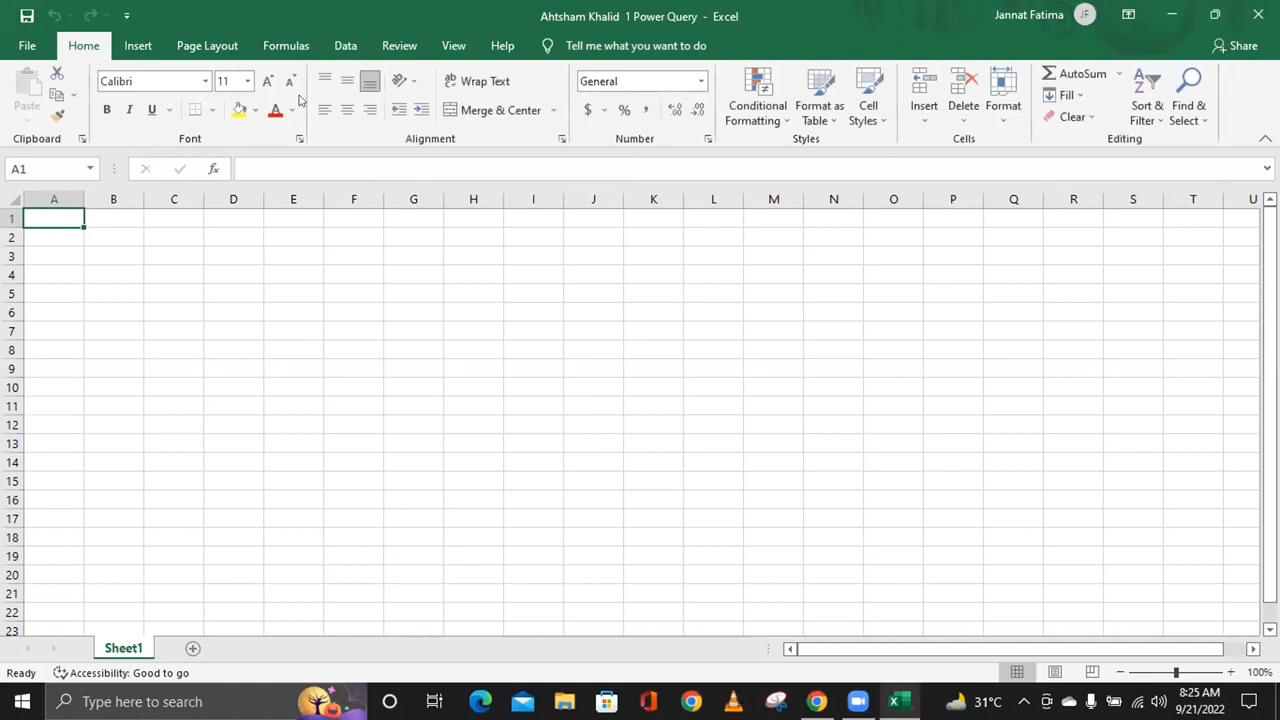 Ahtsham Khalid 1 Power Query - Excel
Jannat Fatima JF
File Home Insert Page Layout Formulas Data Review View Help Tell me what you want to do Share
Paste
Calibri 11
B I U
Wrap Text
Merge & Center
General
$ % ,
Conditional Formatting
Format as Table
Cell Styles
Insert Delete Format
AutoSum
Fill
Clear
Sort & Filter
Find & Select
Clipboard Font Alignment Number Styles Cells Editing
A1 fx
A B C D E F G H I J K L M N O P Q R S T U
1
2
3
4
5
6
7
8
9
10
11
12
13
14
15
16
17
18
19
20
21
22
23
Sheet1
Ready Accessibility: Good to go 100%
Type here to search
31°C
8:25 AM
9/21/2022